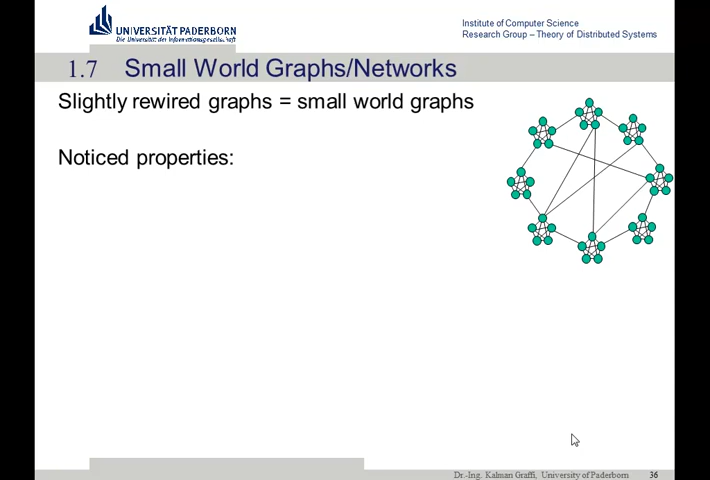 UNIVERSITÄT PADERBORN
Die Universität der Informationsgesellschaft
Institute of Computer Science
Research Group – Theory of Distributed Systems
1.7 Small World Graphs/Networks
Slightly rewired graphs = small world graphs
Noticed properties:
Dr.-Ing. Kalman Graffi, University of Paderborn 36